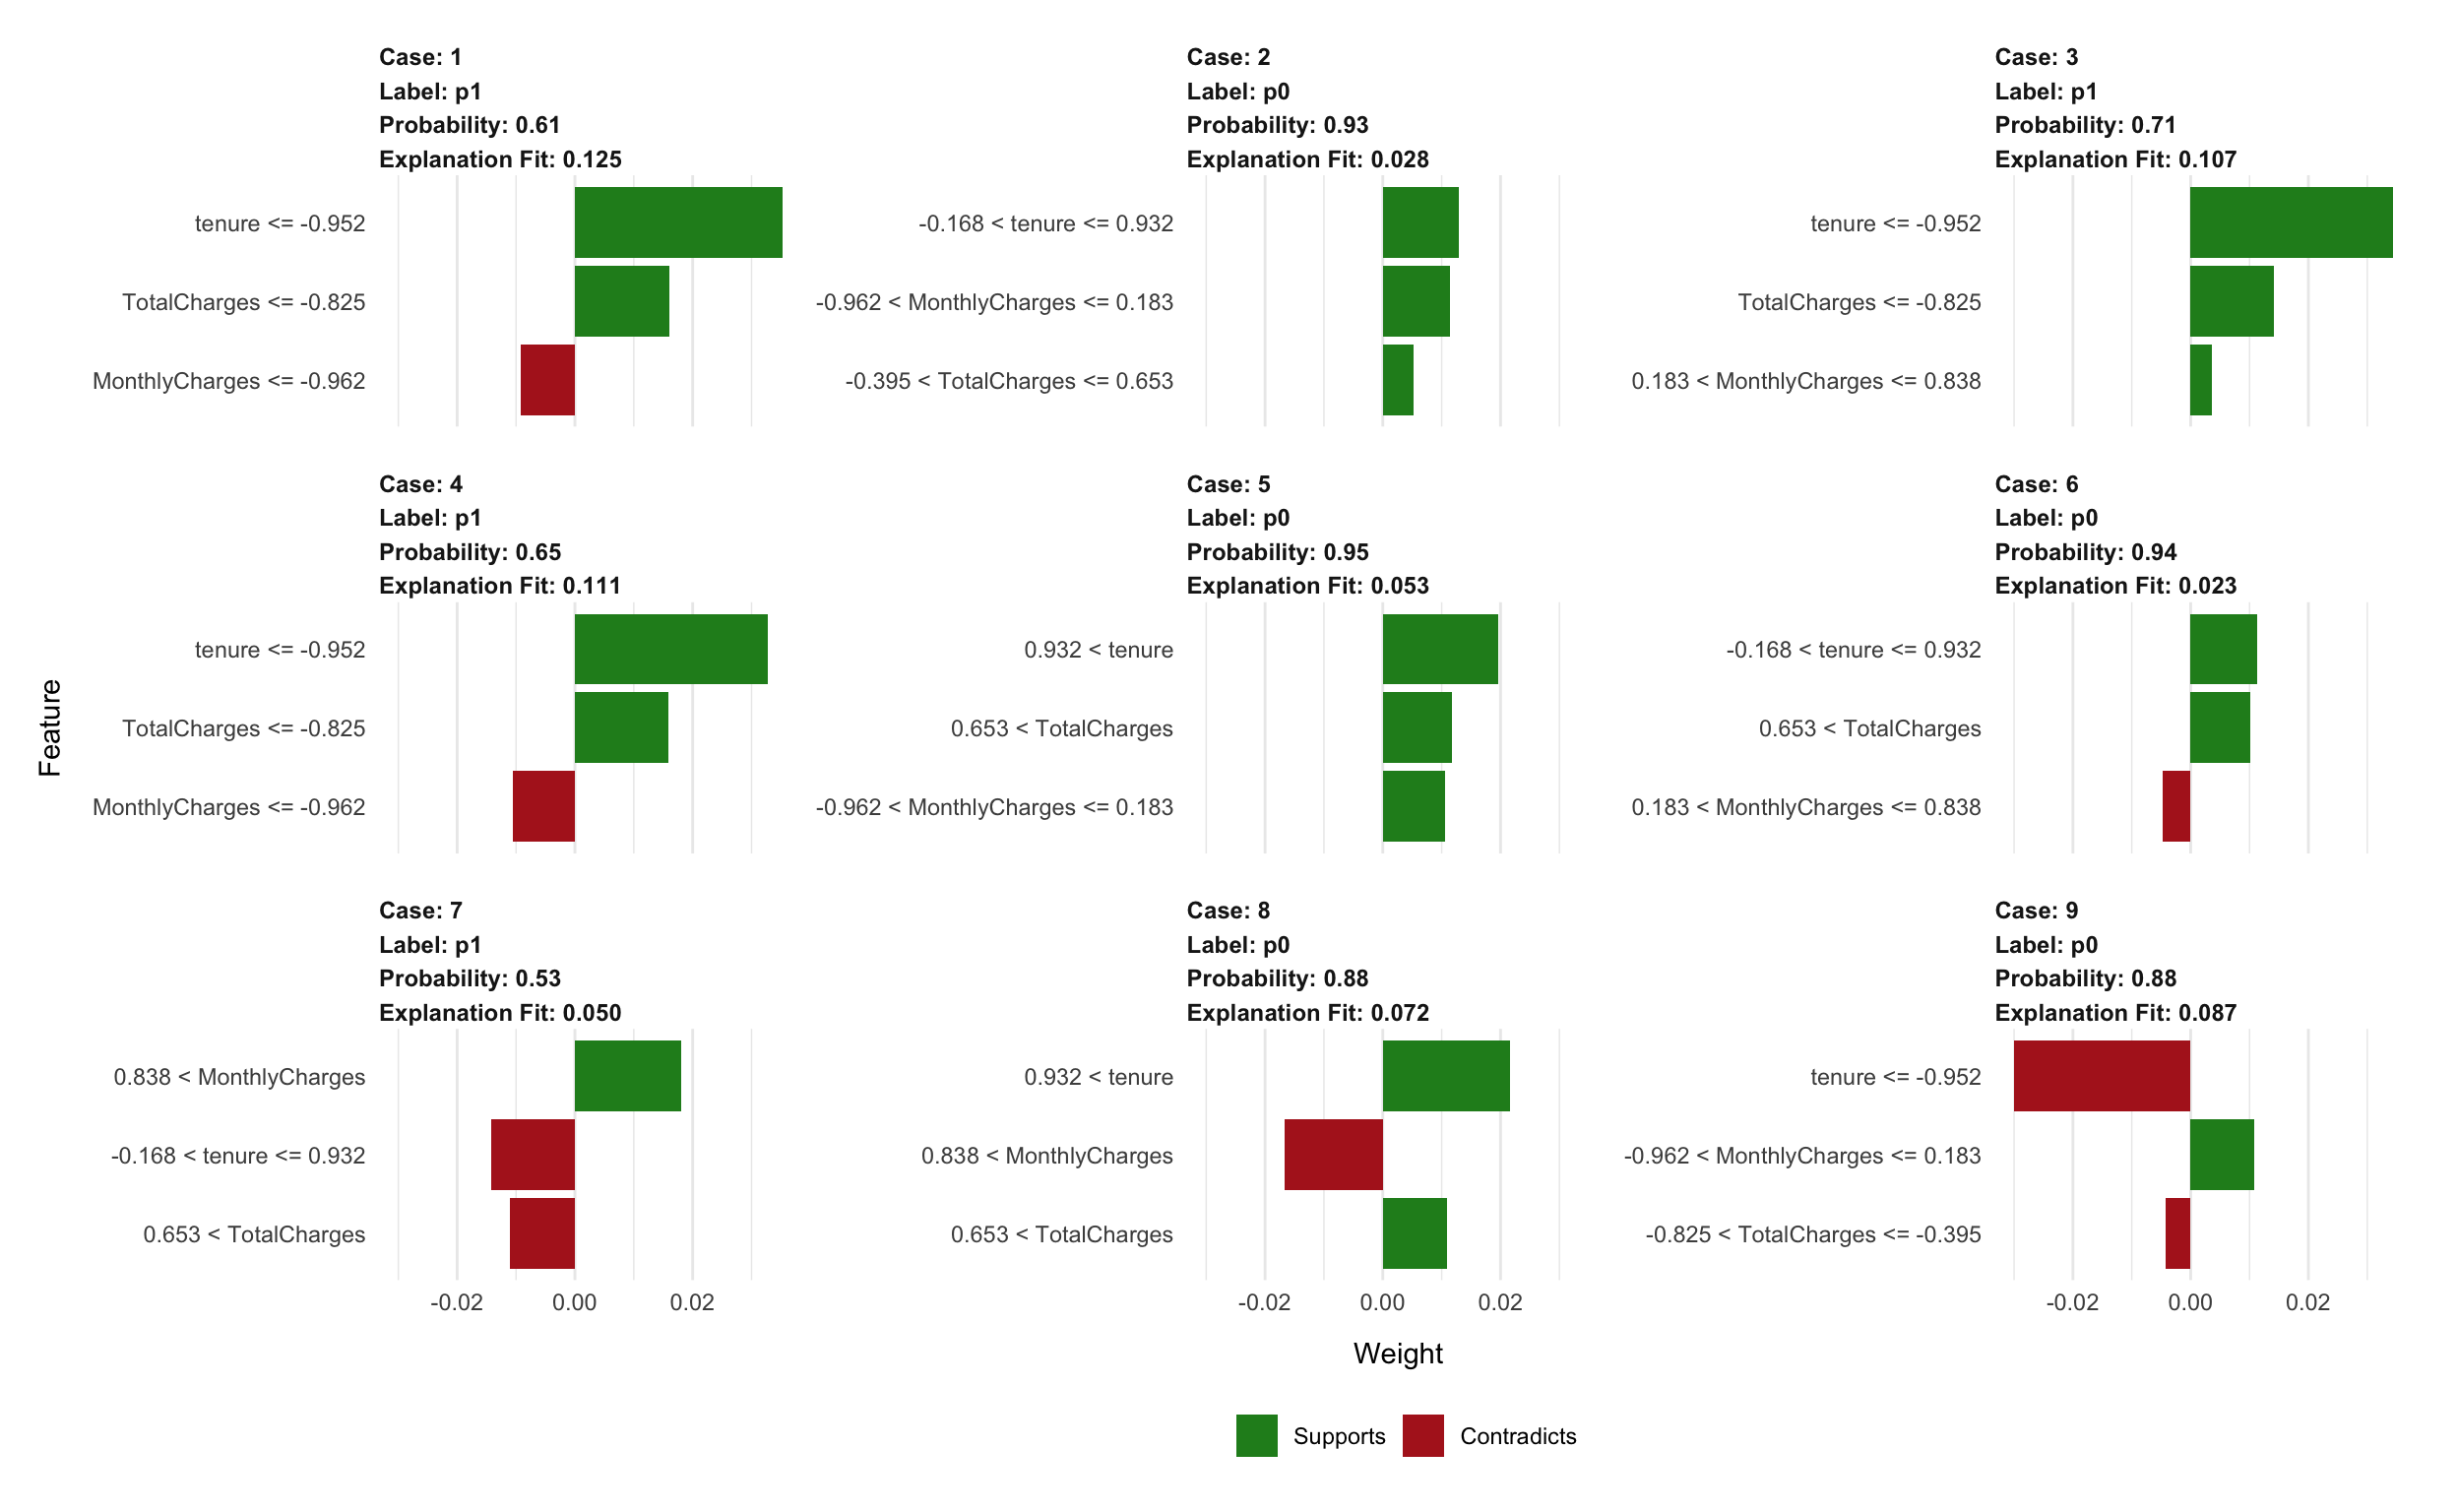 Case: 1
Label: p1
Probability: 0.61
Explanation Fit: 0.125
tenure <= -0.952
TotalCharges <= -0.825
MonthlyCharges <= -0.962
Case: 2
Label: p0
Probability: 0.93
Explanation Fit: 0.028
-0.168 < tenure <= 0.932
-0.962 < MonthlyCharges <= 0.183
-0.395 < TotalCharges <= 0.653
Case: 3
Label: p1
Probability: 0.71
Explanation Fit: 0.107
tenure <= -0.952
TotalCharges <= -0.825
0.183 < MonthlyCharges <= 0.838
Case: 4
Label: p1
Probability: 0.65
Explanation Fit: 0.111
tenure <= -0.952
TotalCharges <= -0.825
MonthlyCharges <= -0.962
Case: 5
Label: p0
Probability: 0.95
Explanation Fit: 0.053
0.932 < tenure
0.653 < TotalCharges
-0.962 < MonthlyCharges <= 0.183
Case: 6
Label: p0
Probability: 0.94
Explanation Fit: 0.023
-0.168 < tenure <= 0.932
0.653 < TotalCharges
0.183 < MonthlyCharges <= 0.838
Case: 7
Label: p1
Probability: 0.53
Explanation Fit: 0.050
0.838 < MonthlyCharges
-0.168 < tenure <= 0.932
0.653 < TotalCharges
-0.02 0.00 0.02
Case: 8
Label: p0
Probability: 0.88
Explanation Fit: 0.072
0.932 < tenure
0.838 < MonthlyCharges
0.653 < TotalCharges
-0.02 0.00 0.02
Case: 9
Label: p0
Probability: 0.88
Explanation Fit: 0.087
tenure <= -0.952
-0.962 < MonthlyCharges <= 0.183
-0.825 < TotalCharges <= -0.395
-0.02 0.00 0.02
Feature
Weight
Supports Contradicts